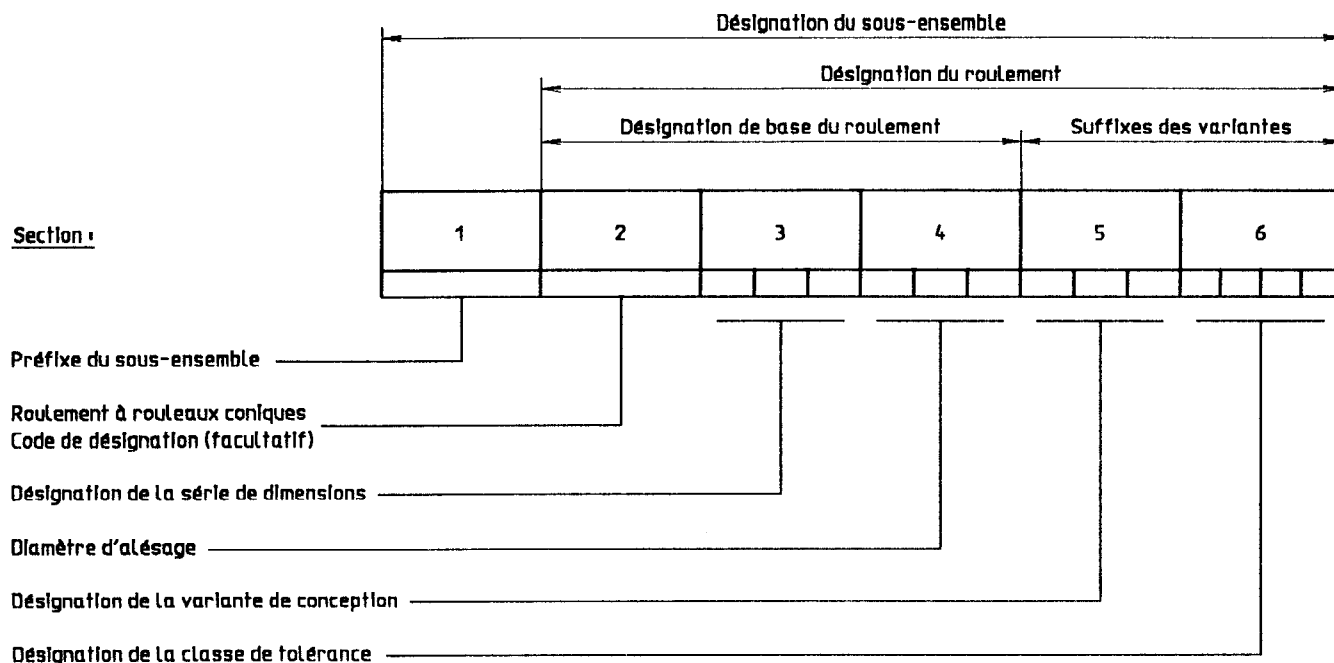 Désignation du sous-ensemble
Désignation du roulement
Désignation de base du roulement
Suffixes des variantes
Section :
1
2
3
4
5
6
Préfixe du sous-ensemble
Roulement à rouleaux coniques
Code de désignation (facultatif)
Désignation de la série de dimensions
Diamètre d'alésage
Désignation de la variante de conception
Désignation de la classe de tolérance